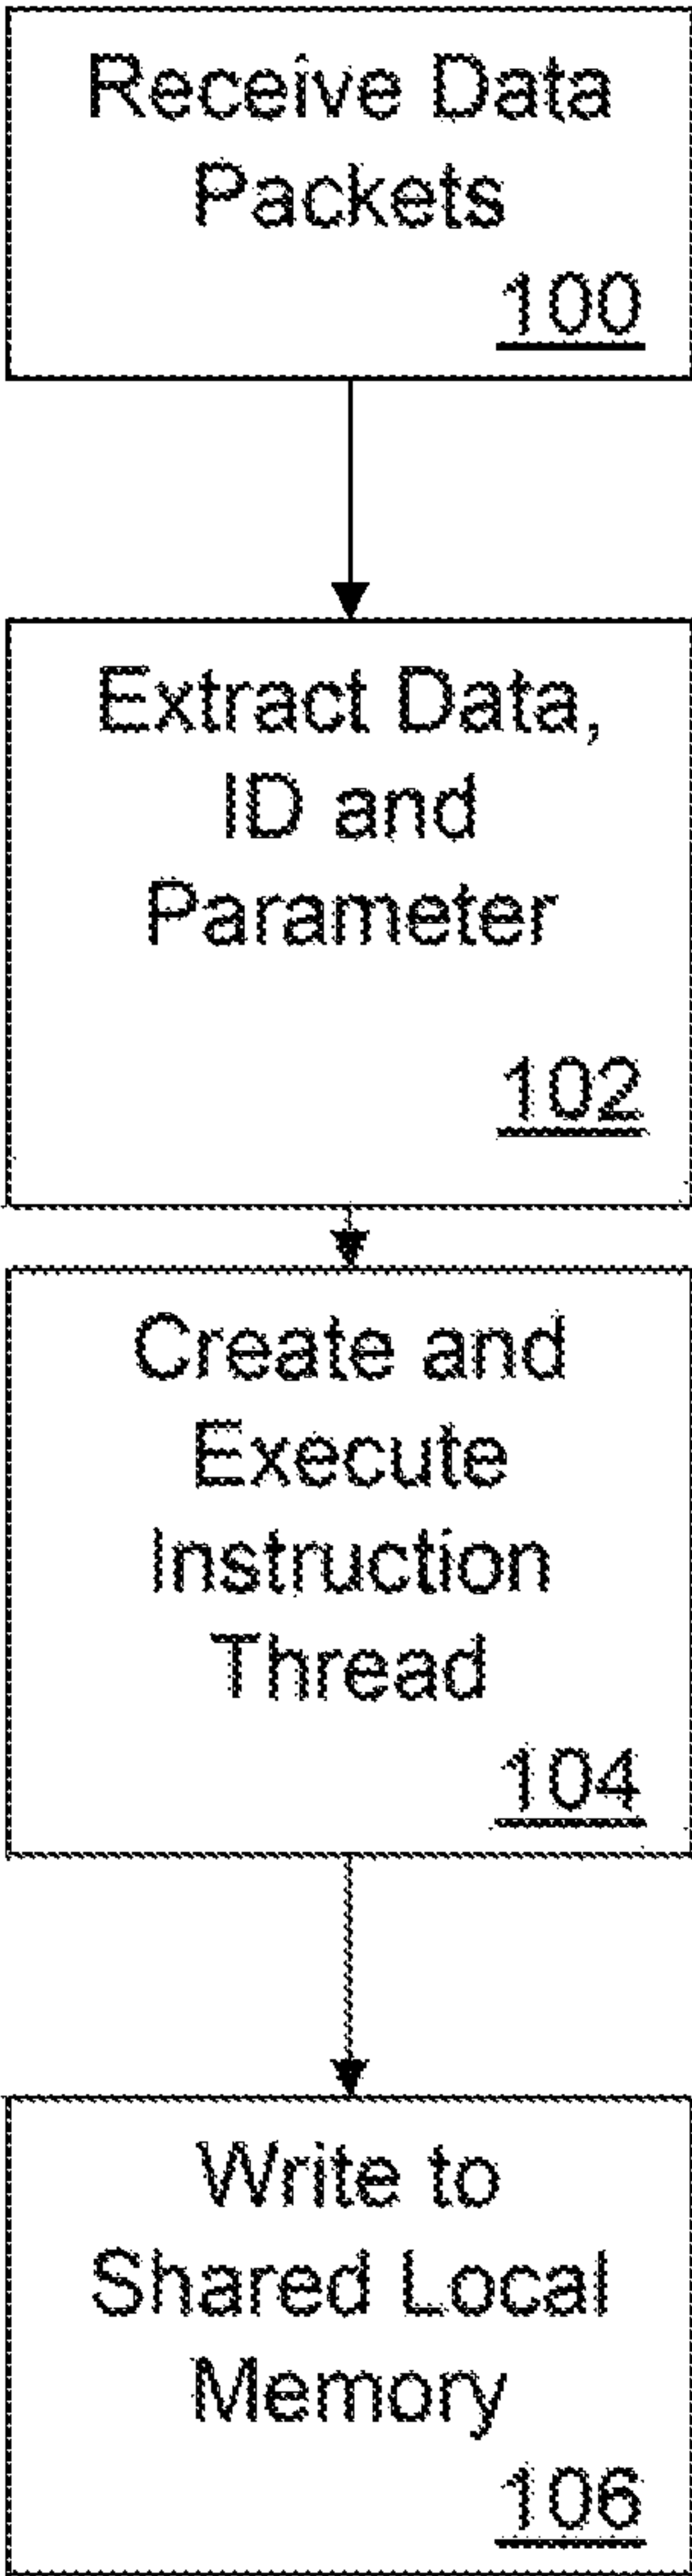 Receive Data
Packets
100
Extract Data,
ID and
Parameter
102
Create and
Execute
Instruction
Thread
104
Write to
Shared Local
Memory
106